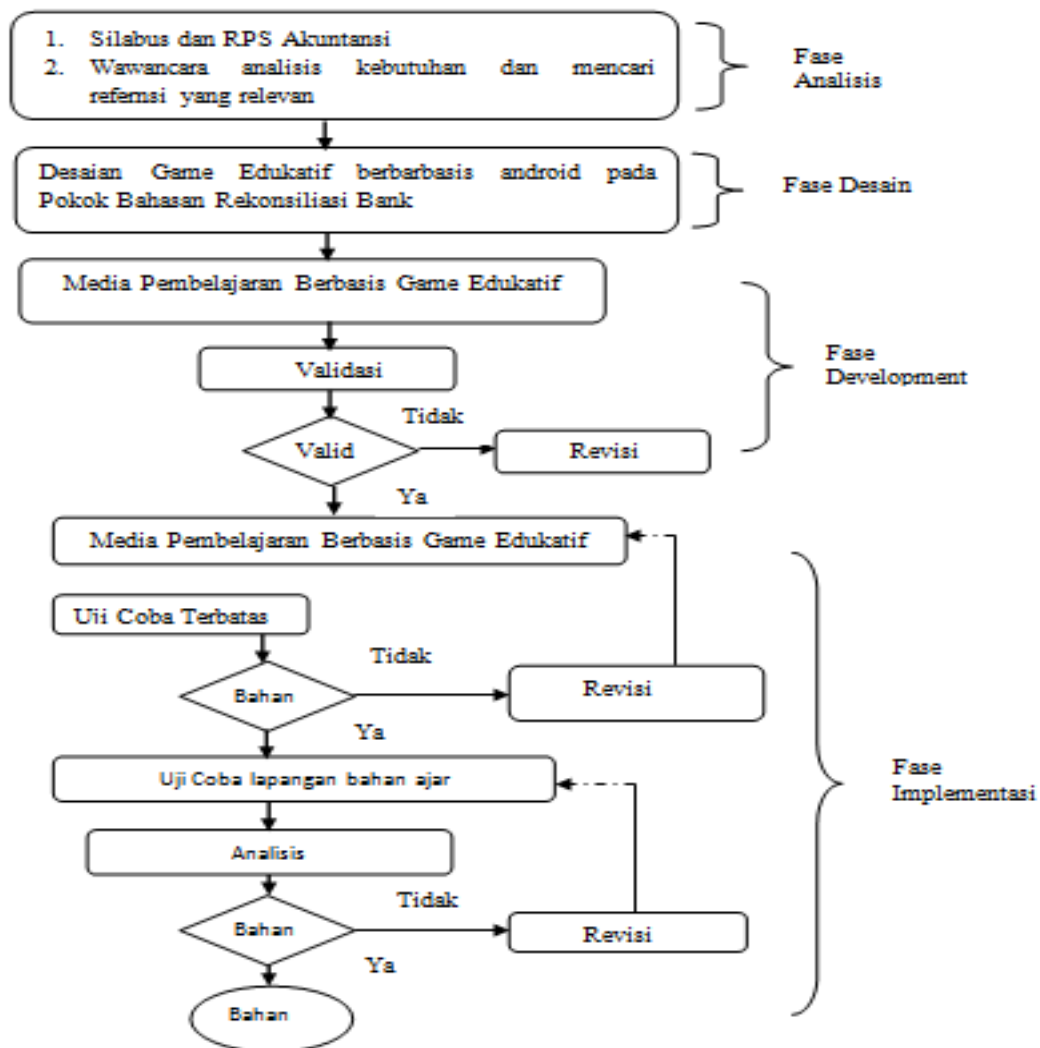 1. Silabus dan RPS Akuntansi
2. Wawancara analisis kebutuhan dan mencari
refernsi yang relevan
Fase
Analisis
Desaian Game Edukatif berbarbasis android pada
Pokok Bahasan Rekonsiliasi Bank
Fase Desain
Media Pembelajaran Berbasis Game Edukatif
Validasi
Fase
Development
Tidak
Valid
Revisi
Ya
Media Pembelajaran Berbasis Game Edukatif
Uji Coba Terbatas
Tidak
Bahan
Revisi
Ya
Uji Coba lapangan bahan ajar
Fase
Implementasi
Analisis
Tidak
Bahan
Revisi
Ya
Bahan